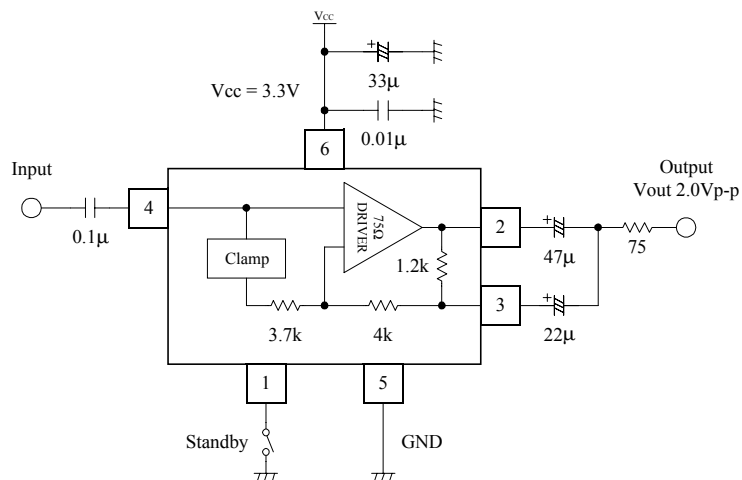 Vcc
33µ
Vcc = 3.3V
0.01µ
6
Input
Output
Vout 2.0Vp-p
4
0.1µ
75Ω
DRIVER
2
47µ
75
Clamp
1.2k
3
22µ
3.7k
4k
1
5
Standby
GND